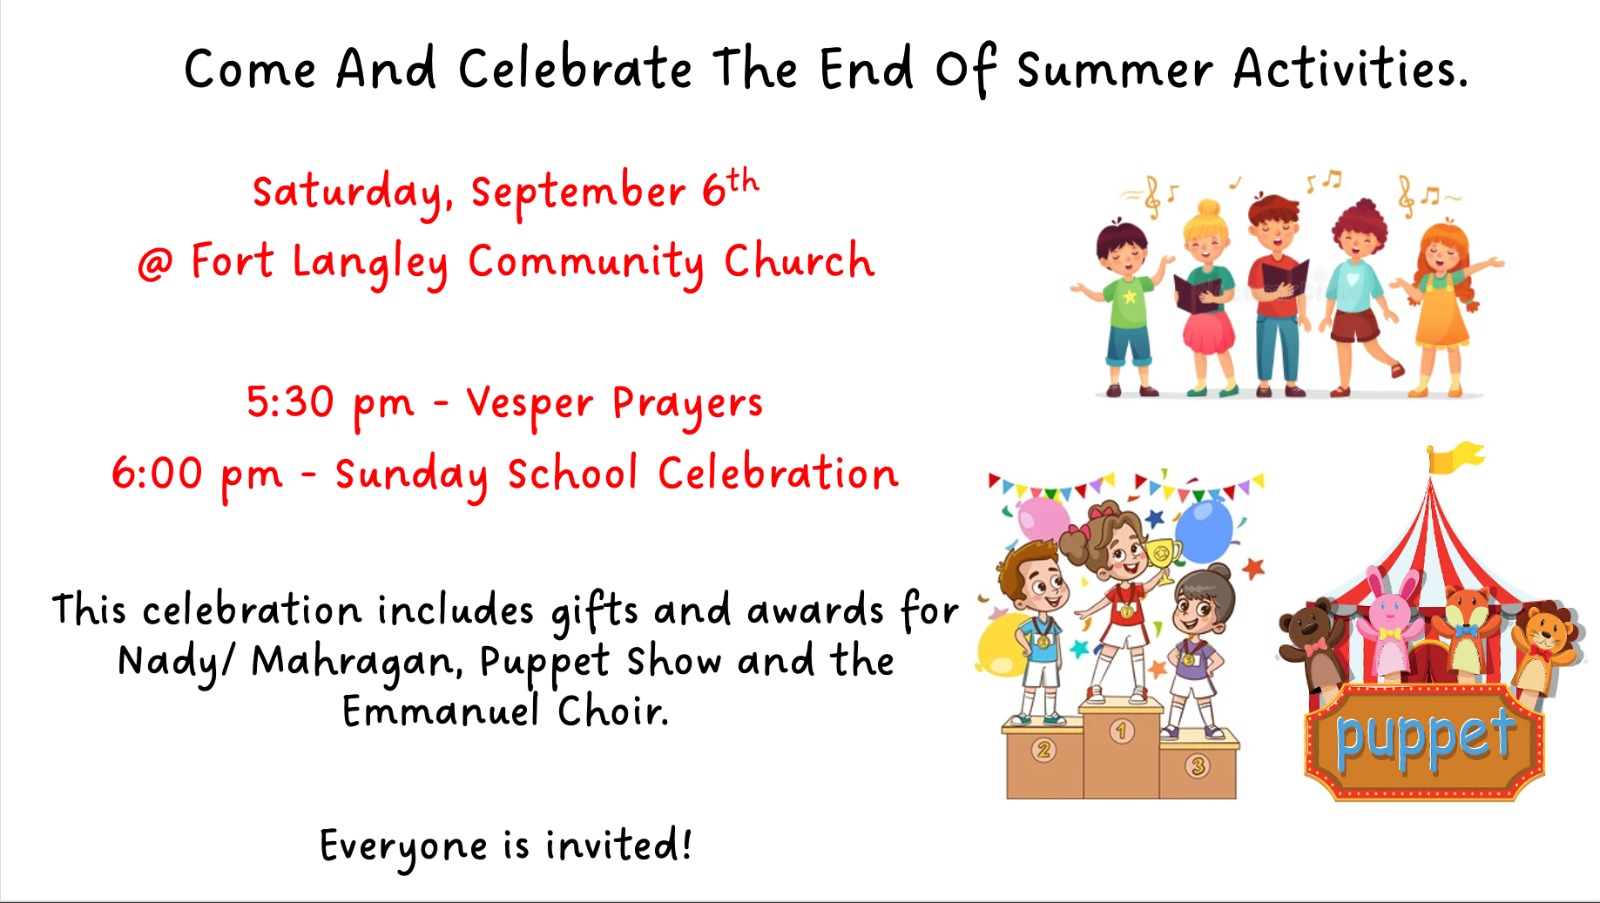 Come And Celebrate The End Of Summer Activities.
Saturday, September 6th
@ Fort Langley Community Church
5:30 pm - Vesper Prayers
6:00 pm - Sunday School Celebration
This celebration includes gifts and awards for
Nady/ Mahragan, Puppet Show and the
Emmanuel Choir.
Everyone is invited!
2
1
3
puppet